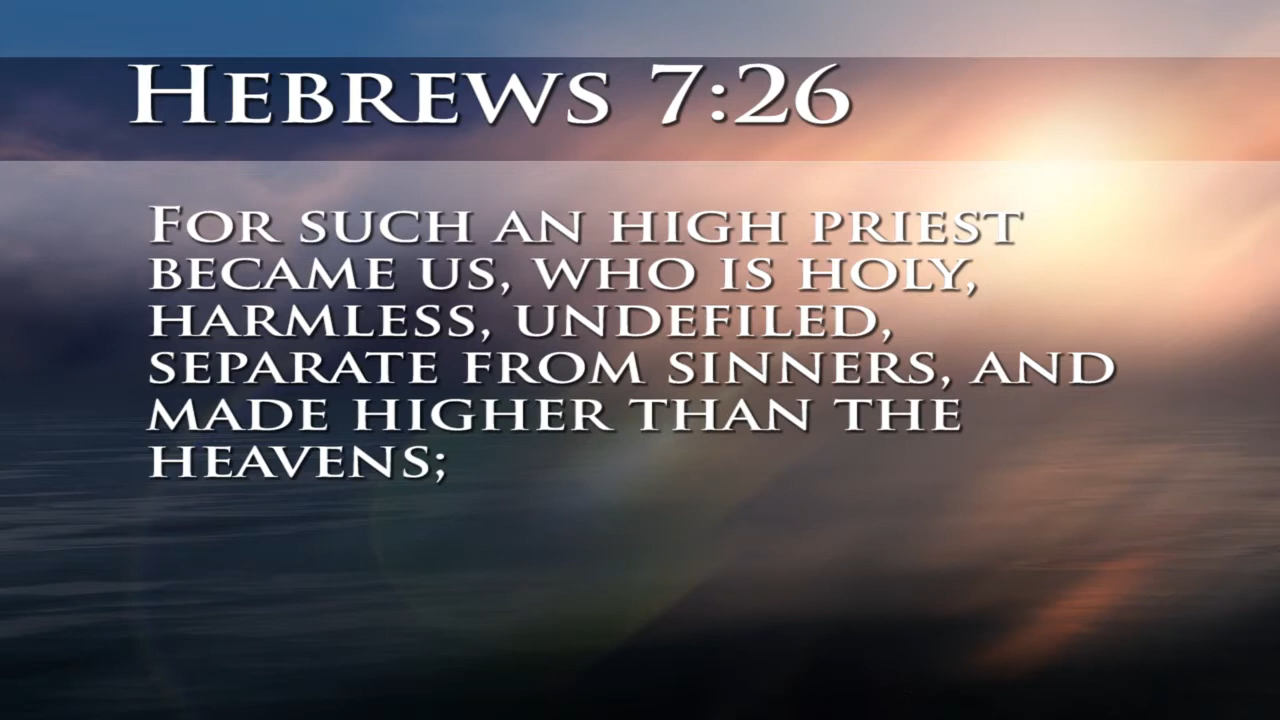 Hebrews 7:26
For such an high priest
became us, who is holy,
harmless, undefiled,
separate from sinners, and
made higher than the
heavens;